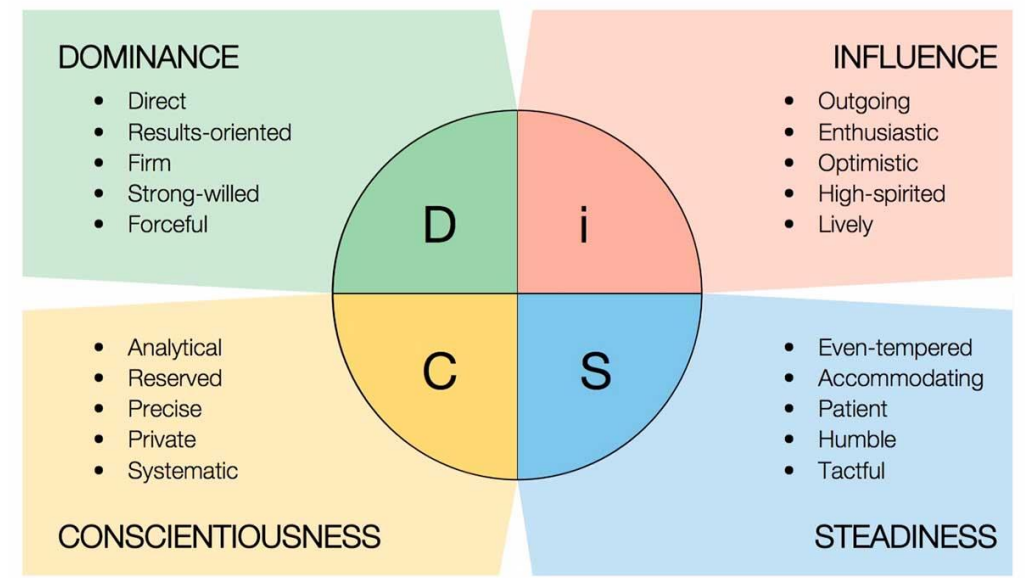 DOMINANCE
• Direct
• Results-oriented
• Firm
• Strong-willed
• Forceful
INFLUENCE
• Outgoing
• Enthusiastic
• Optimistic
• High-spirited
• Lively
D
i
C
S
• Analytical
• Reserved
• Precise
• Private
• Systematic
CONSCIENTIOUSNESS
• Even-tempered
• Accommodating
• Patient
• Humble
• Tactful
STEADINESS